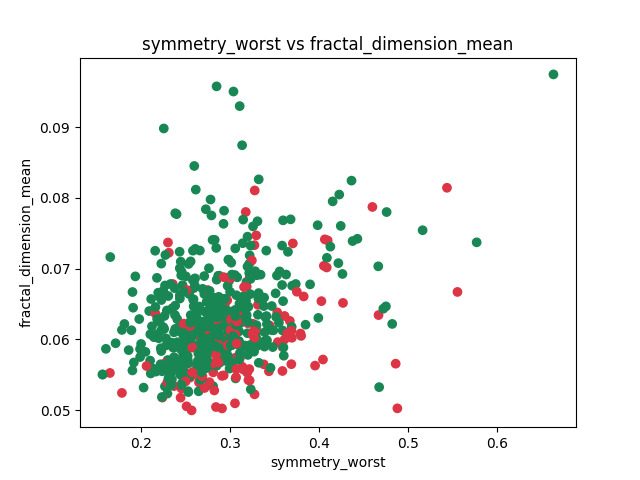 symmetry_worst vs fractal_dimension_mean
0.09
0.08
0.07
0.06
0.05
fractal_dimension_mean
0.2 0.3 0.4 0.5 0.6
symmetry_worst